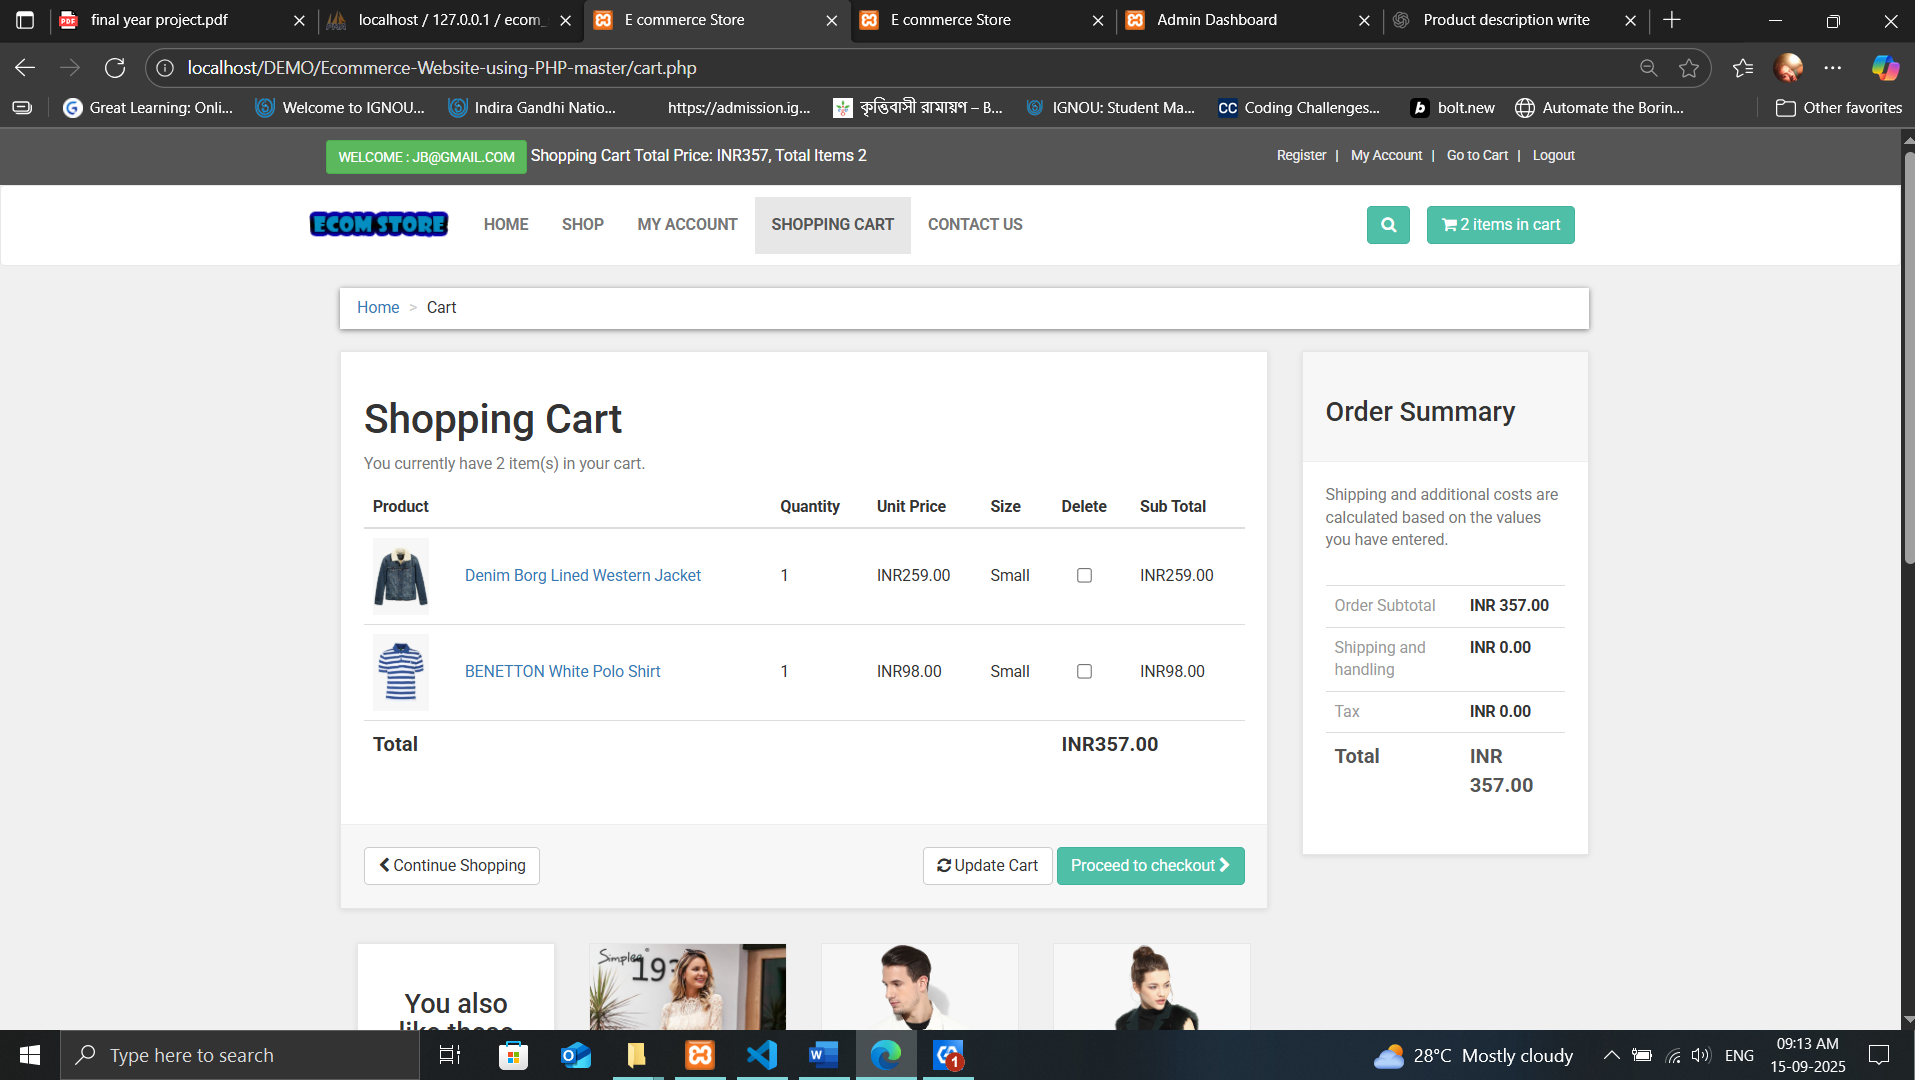 final year project.pdf
localhost / 127.0.0.1 / ecom_
E commerce Store
E commerce Store
Admin Dashboard
Product description write
localhost/DEMO/Ecommerce-Website-using-PHP-master/cart.php
Great Learning: Onli...
Welcome to IGNOU...
Indira Gandhi Natio...
https://admission.ig...
কৃত্তিবাসী রামায়ণ – B...
IGNOU: Student Ma...
CC Coding Challenges...
bolt.new
Automate the Borin...
Other favorites
WELCOME : JB@GMAIL.COM Shopping Cart Total Price: INR357, Total Items 2
Register | My Account | Go to Cart | Logout
ECOM STORE
HOME
SHOP
MY ACCOUNT
SHOPPING CART
CONTACT US
2 items in cart
Home > Cart
Shopping Cart
You currently have 2 item(s) in your cart.
Product Quantity Unit Price Size Delete Sub Total
Denim Borg Lined Western Jacket 1 INR259.00 Small INR259.00
BENETTON White Polo Shirt 1 INR98.00 Small INR98.00
Total INR357.00
Continue Shopping
Update Cart
Proceed to checkout
Order Summary
Shipping and additional costs are
calculated based on the values
you have entered.
Order Subtotal INR 357.00
Shipping and INR 0.00
handling
Tax INR 0.00
Total INR
357.00
You also
like these
Simplee
19
Type here to search
28°C Mostly cloudy
ENG
09:13 AM
15-09-2025
1